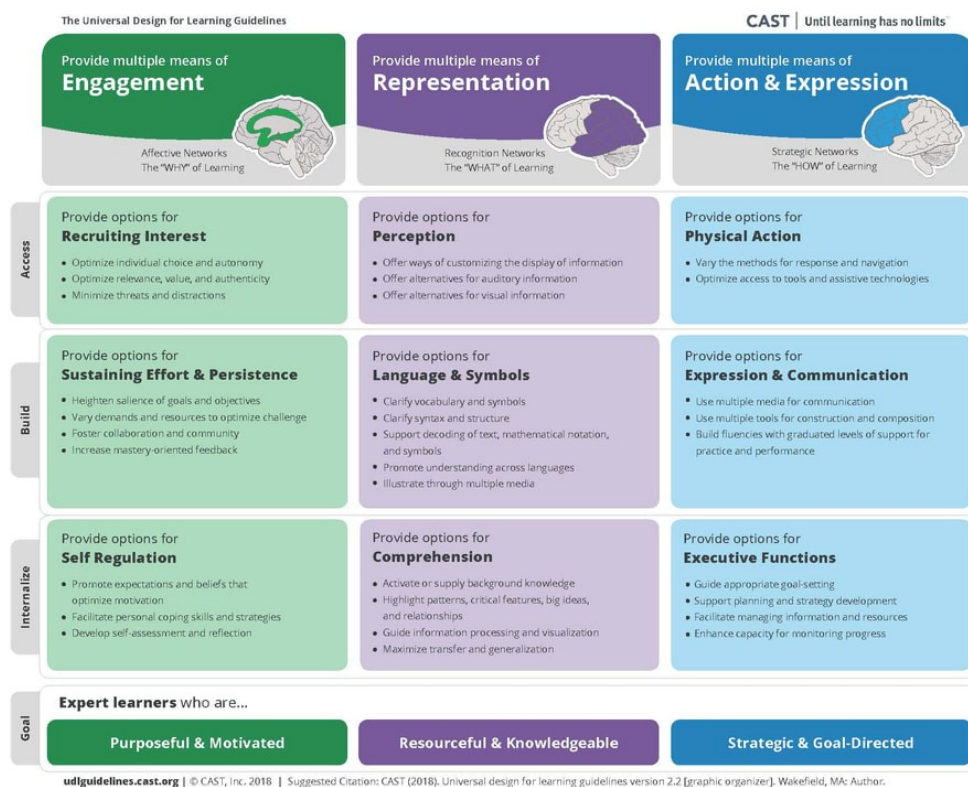 The Universal Design for Learning Guidelines
CAST | Until learning has no limits
Provide multiple means of
Engagement
Affective Networks
The "WHY" of Learning
Provide multiple means of
Representation
Recognition Networks
The "WHAT" of Learning
Provide multiple means of
Action & Expression
Strategic Networks
The "HOW" of Learning
Access
Provide options for
Recruiting Interest
• Optimize individual choice and autonomy
• Optimize relevance, value, and authenticity
• Minimize threats and distractions
Provide options for
Perception
• Offer ways of customizing the display of information
• Offer alternatives for auditory information
• Offer alternatives for visual information
Provide options for
Physical Action
• Vary the methods for response and navigation
• Optimize access to tools and assistive technologies
Build
Provide options for
Sustaining Effort & Persistence
• Heighten salience of goals and objectives
• Vary demands and resources to optimize challenge
• Foster collaboration and community
• Increase mastery-oriented feedback
Provide options for
Language & Symbols
• Clarify vocabulary and symbols
• Clarify syntax and structure
• Support decoding of text, mathematical notation,
and symbols
• Promote understanding across languages
• Illustrate through multiple media
Provide options for
Expression & Communication
• Use multiple media for communication
• Use multiple tools for construction and composition
• Build fluencies with graduated levels of support for
practice and performance
Internalize
Provide options for
Self Regulation
• Promote expectations and beliefs that
optimize motivation
• Facilitate personal coping skills and strategies
• Develop self-assessment and reflection
Provide options for
Comprehension
• Activate or supply background knowledge
• Highlight patterns, critical features, big ideas,
and relationships
• Guide information processing and visualization
• Maximize transfer and generalization
Provide options for
Executive Functions
• Guide appropriate goal-setting
• Support planning and strategy development
• Facilitate managing information and resources
• Enhance capacity for monitoring progress
Goal
Expert learners who are...
Purposeful & Motivated
Resourceful & Knowledgeable
Strategic & Goal-Directed
udlguidelines.cast.org | © CAST, Inc. 2018 | Suggested Citation: CAST (2018). Universal design for learning guidelines version 2.2 [graphic organizer]. Wakefield, MA: Author.